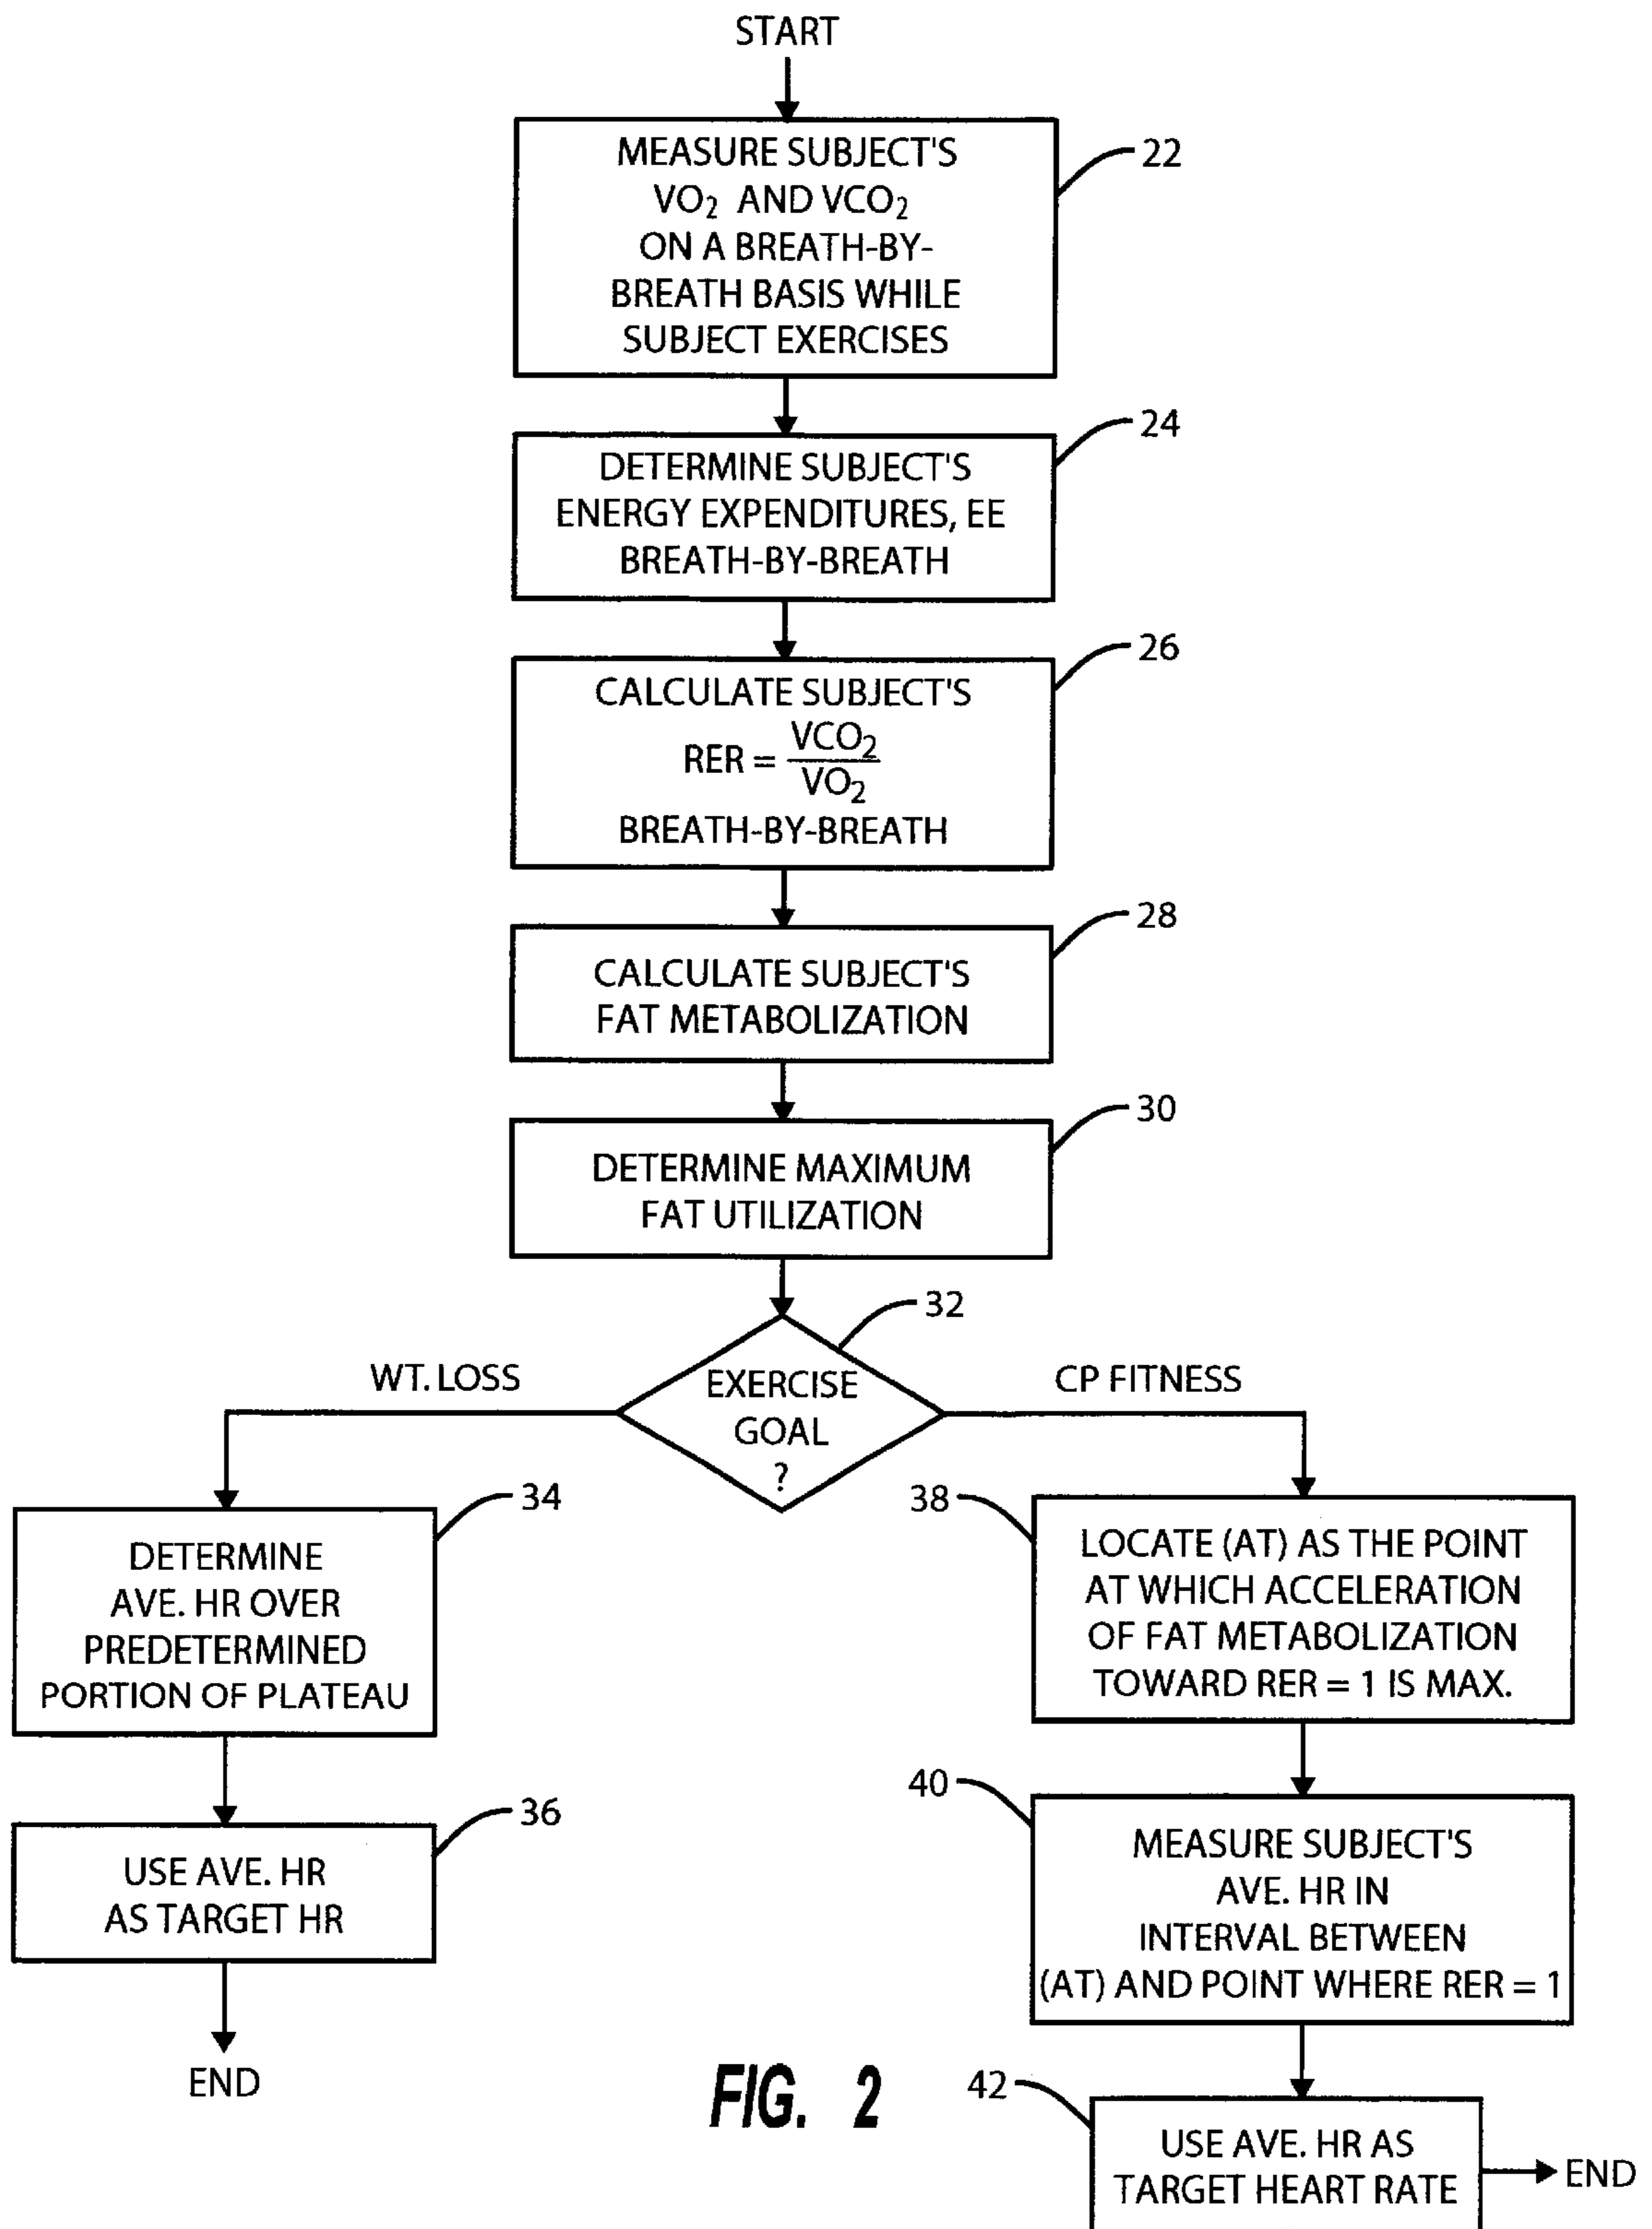 START
MEASURE SUBJECT'S
VO₂ AND VCO₂
ON A BREATH-BY-
BREATH BASIS WHILE
SUBJECT EXERCISES
22
DETERMINE SUBJECT'S
ENERGY EXPENDITURES, EE
BREATH-BY-BREATH
24
CALCULATE SUBJECT'S
RER = VCO₂/VO₂
BREATH-BY-BREATH
26
CALCULATE SUBJECT'S
FAT METABOLIZATION
28
DETERMINE MAXIMUM
FAT UTILIZATION
30
EXERCISE
GOAL
?
32
WT. LOSS
CP FITNESS
DETERMINE
AVE. HR OVER
PREDETERMINED
PORTION OF PLATEAU
34
USE AVE. HR
AS TARGET HR
36
END
38
LOCATE (AT) AS THE POINT
AT WHICH ACCELERATION
OF FAT METABOLIZATION
TOWARD RER = 1 IS MAX.
40
MEASURE SUBJECT'S
AVE. HR IN
INTERVAL BETWEEN
(AT) AND POINT WHERE RER = 1
42
USE AVE. HR AS
TARGET HEART RATE
END
FIG. 2